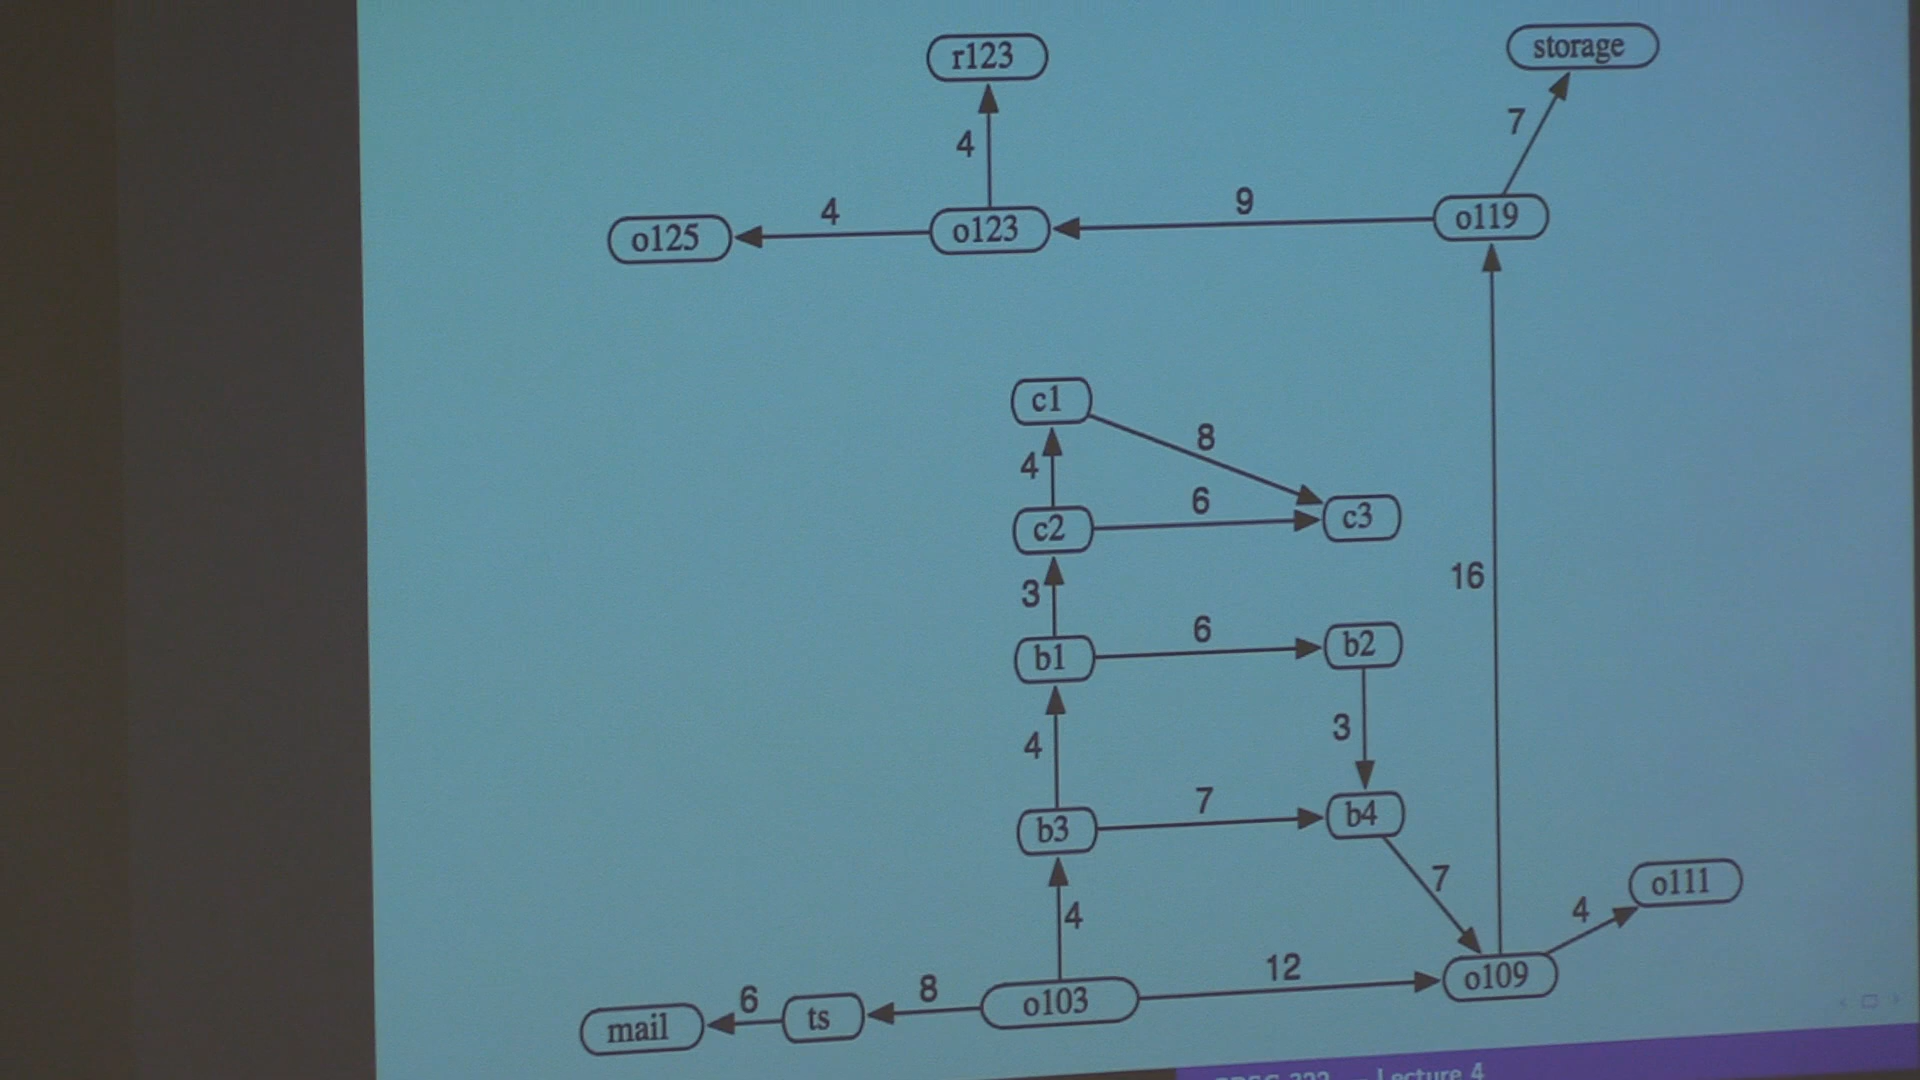 r123
storage
4
7
o125
4
o123
9
o119
c1
8
4
c2
6
c3
3
16
b1
6
b2
4
3
b3
7
b4
7
4
o111
4
mail
6
ts
8
o103
12
o109
Lecture 4